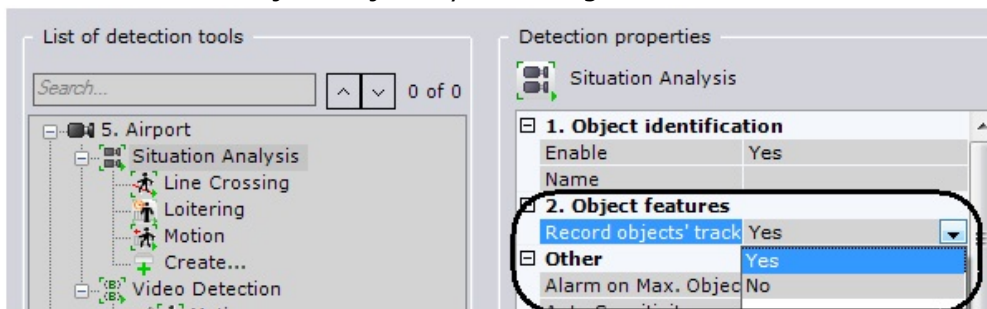 List of detection tools
Search...
0 of 0
5. Airport
Situation Analysis
Line Crossing
Loitering
Motion
Create...
Video Detection
Detection properties
Situation Analysis
1. Object identification
Enable Yes
Name
2. Object features
Record objects' track Yes
Yes
Other
Alarm on Max. Objec No